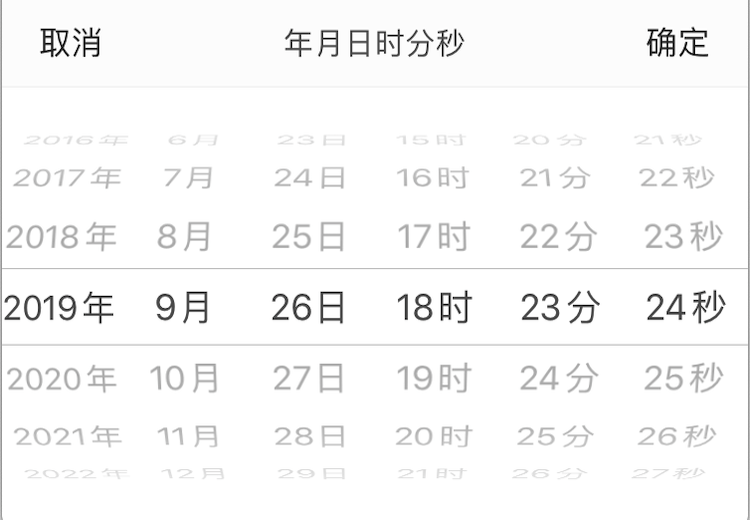 取消 年月日时分秒 确定
2016年 6月 23日 15时 20分 21秒
2017年 7月 24日 16时 21分 22秒
2018年 8月 25日 17时 22分 23秒
2019年 9月 26日 18时 23分 24秒
2020年 10月 27日 19时 24分 25秒
2021年 11月 28日 20时 25分 26秒
2022年 12月 29日 21时 26分 27秒